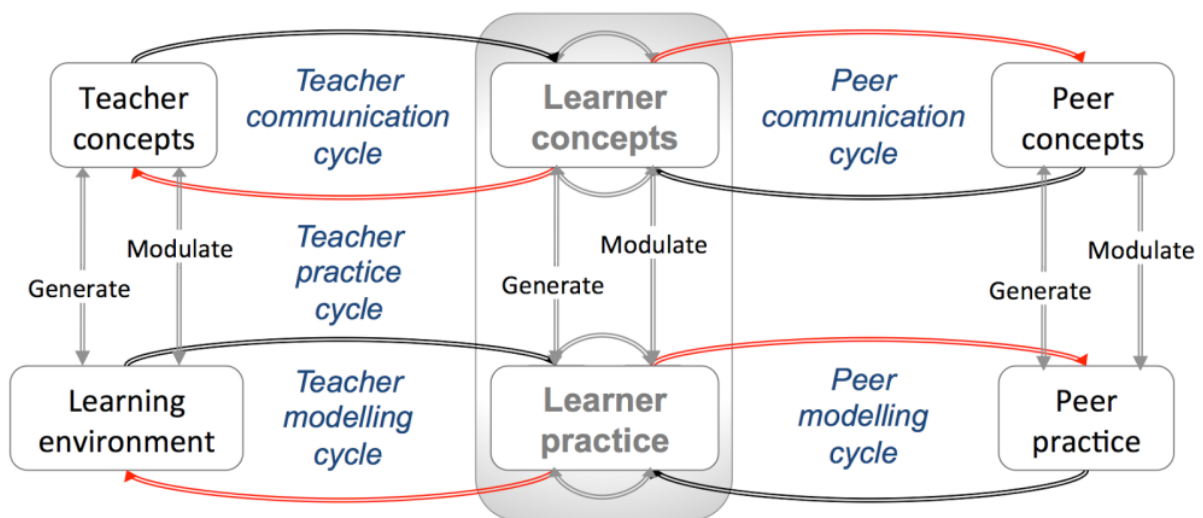 Teacher
concepts
Teacher
communication
cycle
Learner
concepts
Peer
communication
cycle
Peer
concepts
Generate
Modulate
Teacher
practice
cycle
Generate
Modulate
Generate
Modulate
Learning
environment
Teacher
modelling
cycle
Learner
practice
Peer
modelling
cycle
Peer
practice